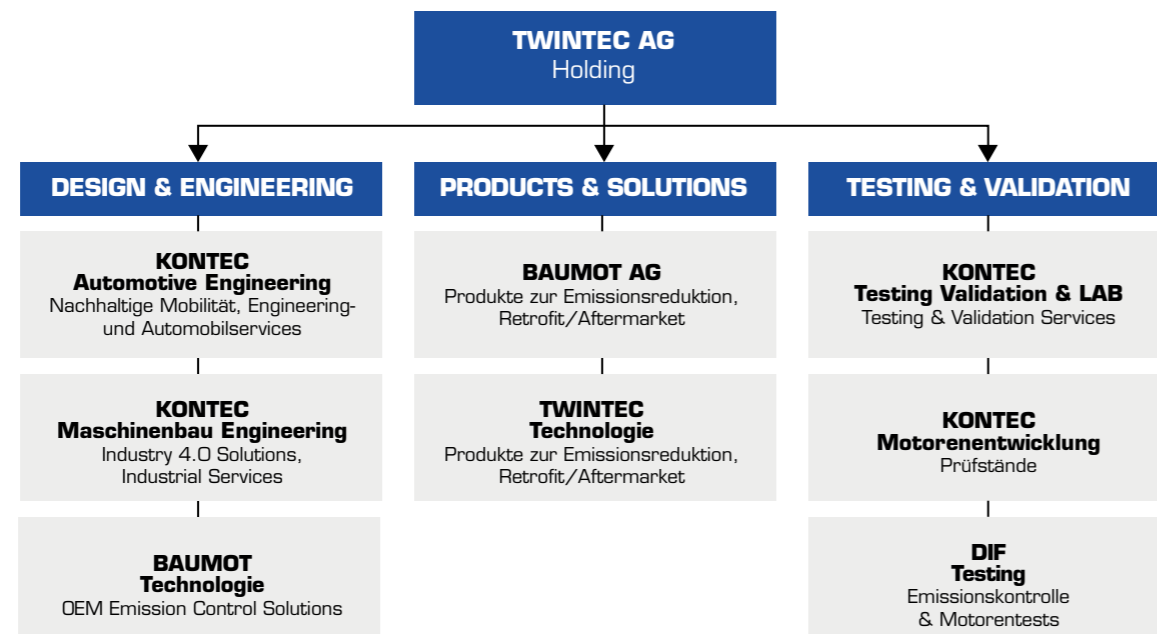 TWINTEC AG
Holding
DESIGN & ENGINEERING
KONTEC
Automotive Engineering
Nachhaltige Mobilität, Engineering-
und Automobilservices
KONTEC
Maschinenbau Engineering
Industry 4.0 Solutions,
Industrial Services
BAUMOT
Technologie
OEM Emission Control Solutions
PRODUCTS & SOLUTIONS
BAUMOT AG
Produkte zur Emissionsreduktion,
Retrofit/Aftermarket
TWINTEC
Technologie
Produkte zur Emissionsreduktion,
Retrofit/Aftermarket
TESTING & VALIDATION
KONTEC
Testing Validation & LAB
Testing & Validation Services
KONTEC
Motorenentwicklung
Prüfstände
DIF
Testing
Emissionskontrolle
& Motorentests